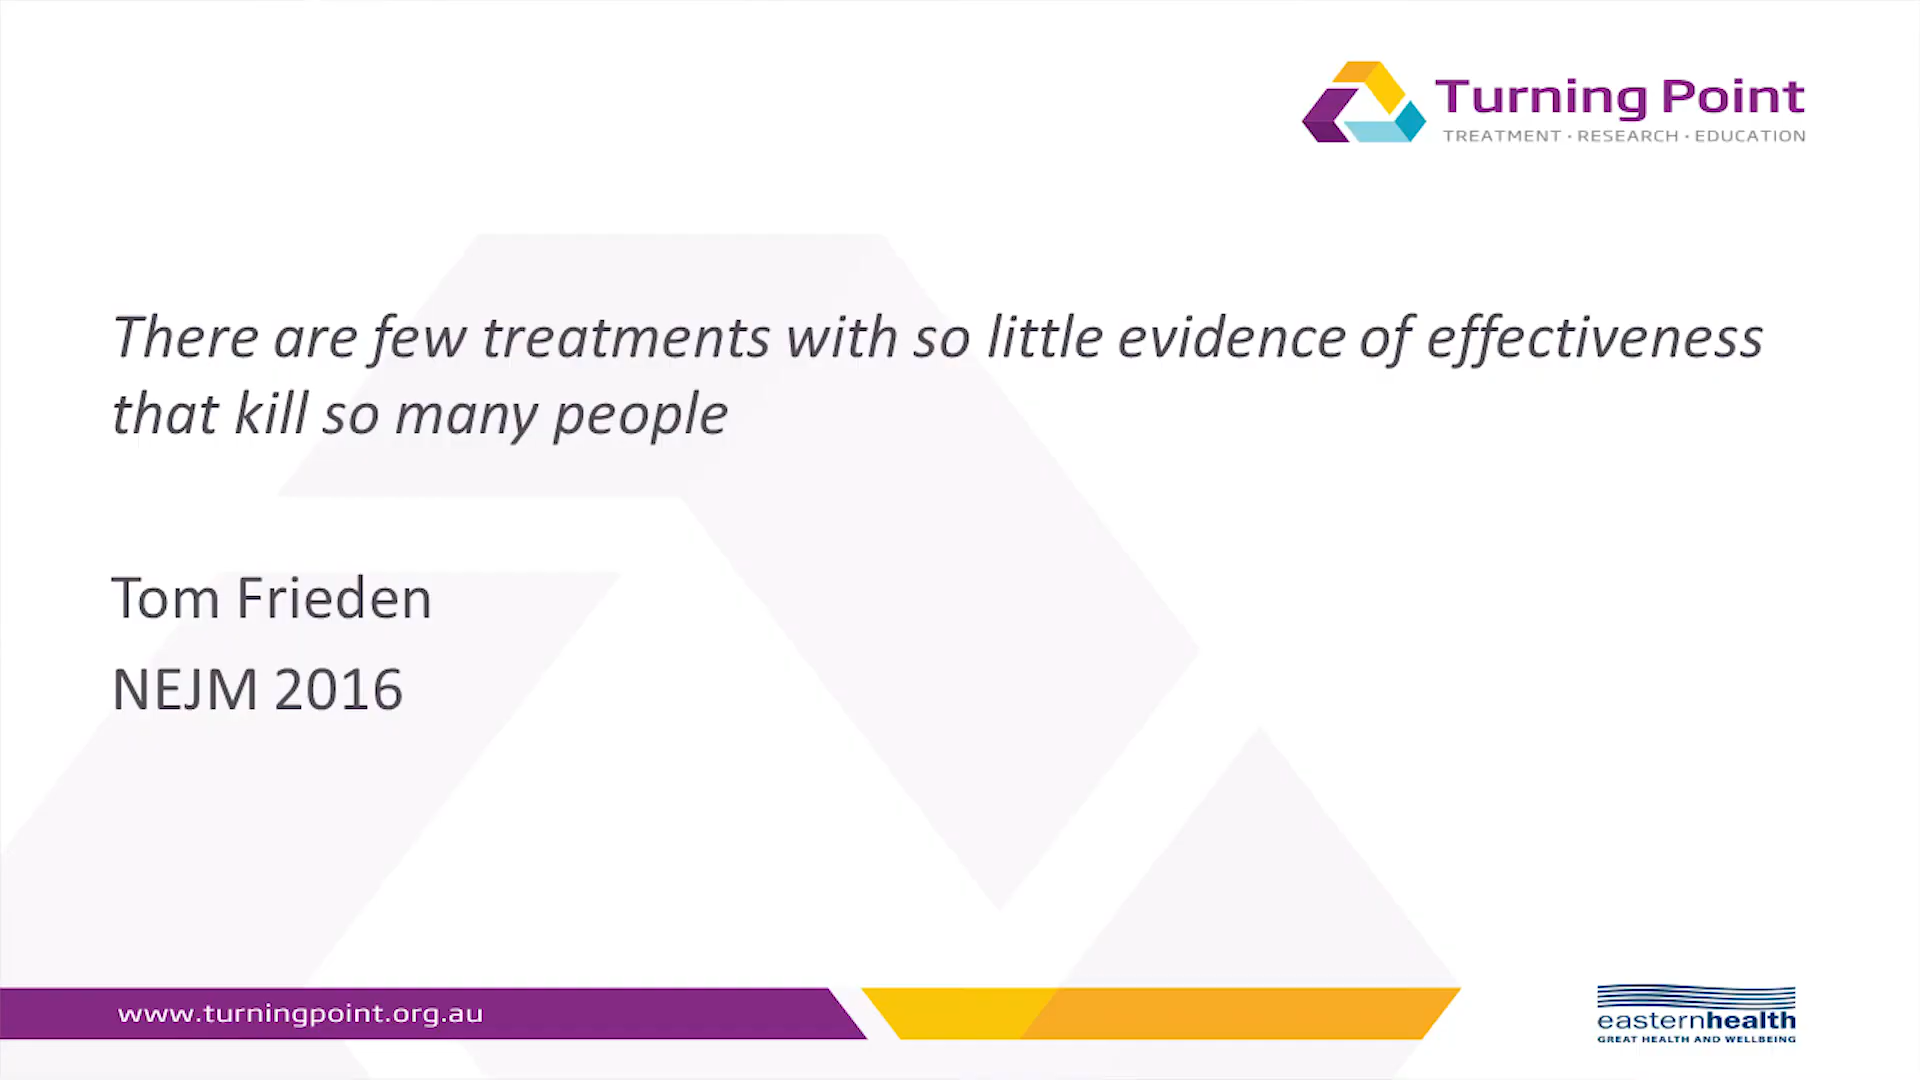 Turning Point
TREATMENT · RESEARCH · EDUCATION
There are few treatments with so little evidence of effectiveness
that kill so many people
Tom Frieden
NEJM 2016
www.turningpoint.org.au
easternhealth
GREAT HEALTH AND WELLBEING